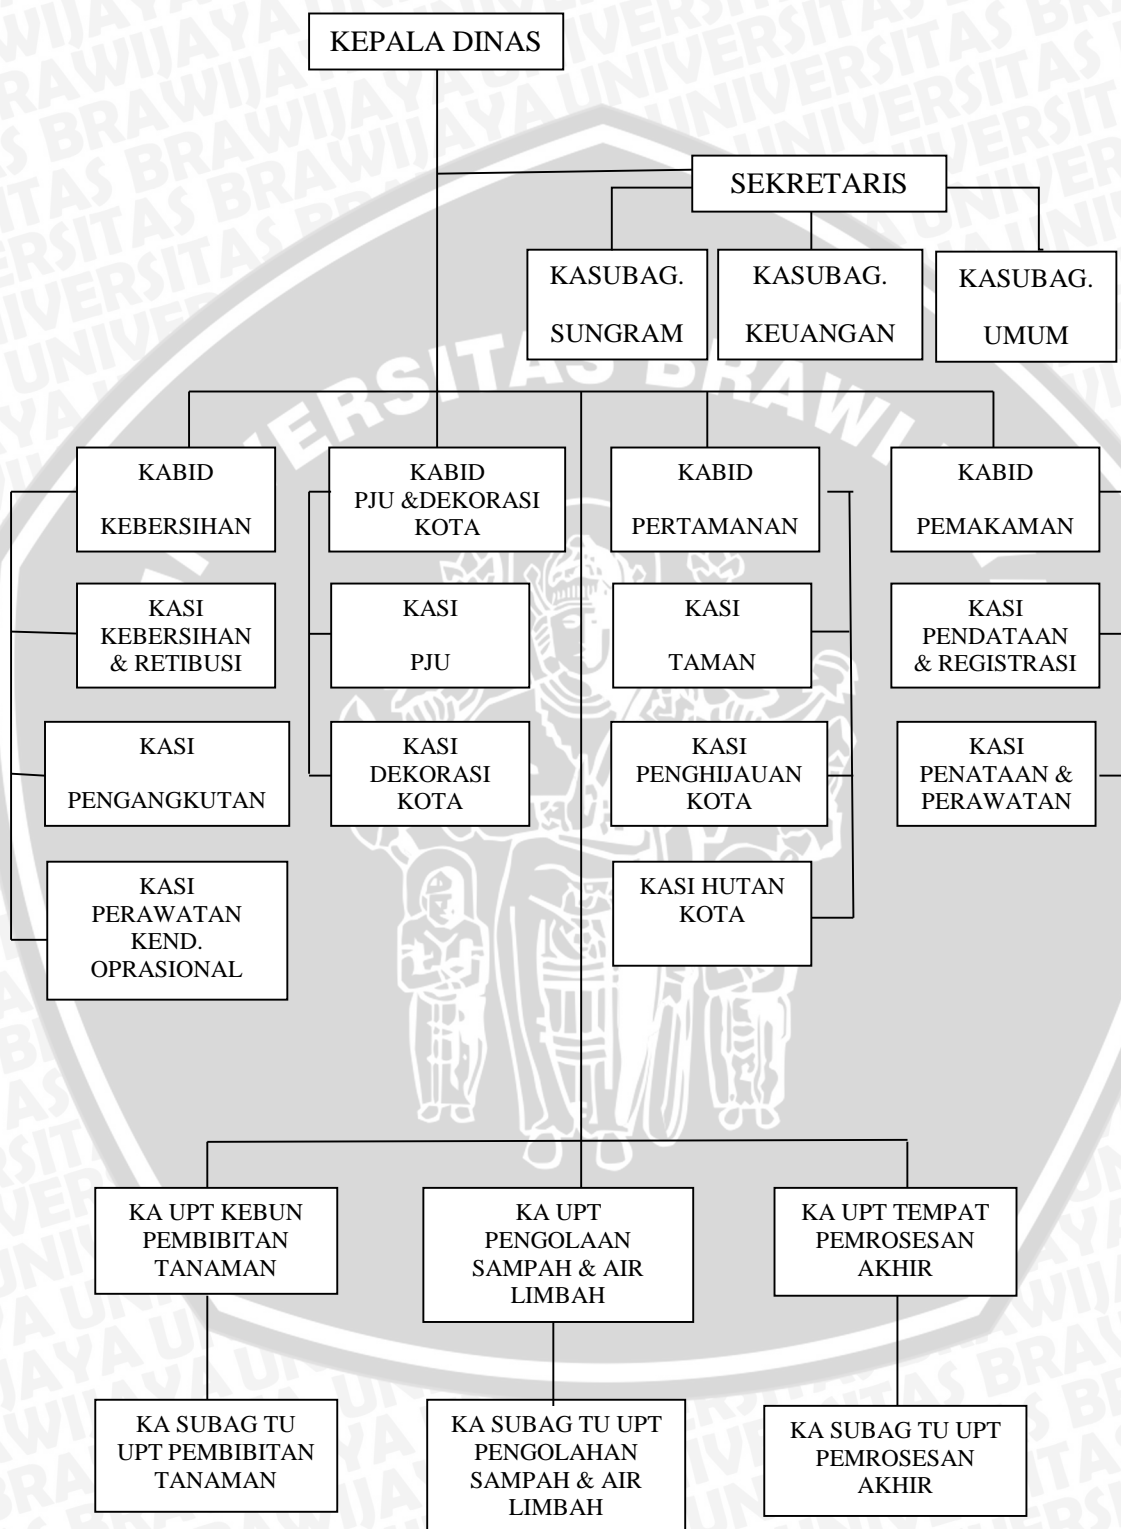 KEPALA DINAS
SEKRETARIS
KASUBAG.
SUNGRAM
KASUBAG.
KEUANGAN
KASUBAG.
UMUM
KABID
KEBERSIHAN
KABID
PJU &DEKORASI
KOTA
KABID
PERTAMANAN
KABID
PEMAKAMAN
KASI
KEBERSIHAN
& RETIBUSI
KASI
PJU
KASI
TAMAN
KASI
PENDATAAN
& REGISTRASI
KASI
PENGANGKUTAN
KASI
DEKORASI
KOTA
KASI
PENGHIJAUAN
KOTA
KASI
PENATAAN &
PERAWATAN
KASI
PERAWATAN
KEND.
OPRASIONAL
KASI HUTAN
KOTA
KA UPT KEBUN
PEMBIBITAN
TANAMAN
KA UPT
PENGOLAAN
SAMPAH & AIR
LIMBAH
KA UPT TEMPAT
PEMROSESAN
AKHIR
KA SUBAG TU
UPT PEMBIBITAN
TANAMAN
KA SUBAG TU UPT
PENGOLAHAN
SAMPAH & AIR
LIMBAH
KA SUBAG TU UPT
PEMROSESAN
AKHIR